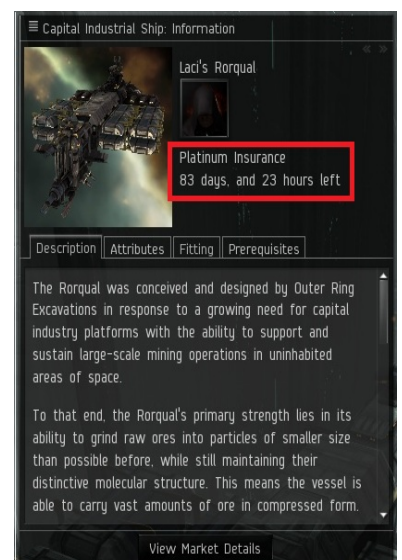 Capital Industrial Ship: Information
Laci's Rorqual
Platinum Insurance
83 days, and 23 hours left
Description Attributes Fitting Prerequisites
The Rorqual was conceived and designed by Outer Ring
Excavations in response to a growing need for capital
industry platforms with the ability to support and
sustain large-scale mining operations in uninhabited
areas of space.
To that end, the Rorqual's primary strength lies in its
ability to grind raw ores into particles of smaller size
than possible before, while still maintaining their
distinctive molecular structure. This means the vessel is
able to carry vast amounts of ore in compressed form.
View Market Details